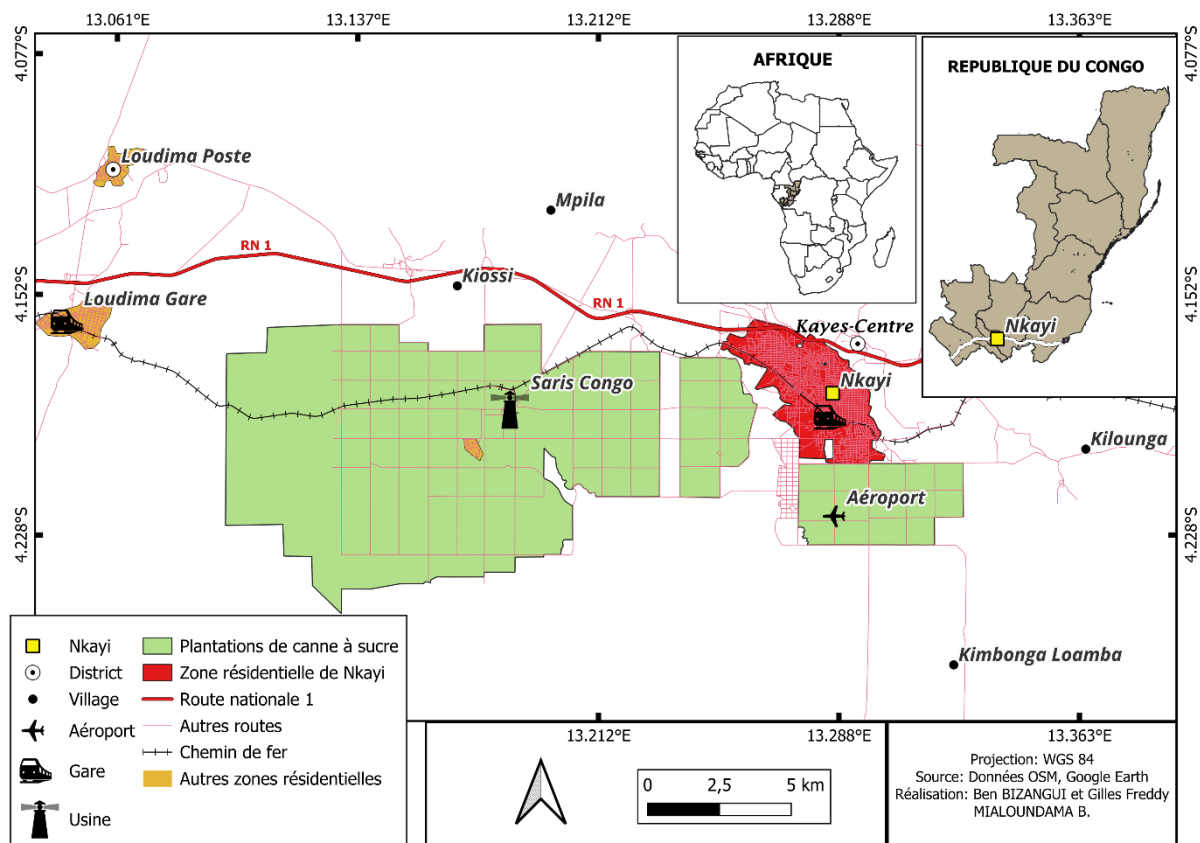 13.061°E
13.137°E
13.212°E
13.288°E
13.363°E
4.077°S
4.077°S
AFRIQUE
REPUBLIQUE DU CONGO
Nkayi
Loudima Poste
Mpila
RN 1
Kiossi
RN 1
4.152°S
4.152°S
Loudima Gare
Kayes-Centre
Saris Congo
Nkayi
Kilounga
Aéroport
4.228°S
4.228°S
Kimbonga Loamba
Nkayi
District
Village
Aéroport
Gare
Usine
Plantations de canne à sucre
Zone résidentielle de Nkayi
Route nationale 1
Autres routes
Chemin de fer
Autres zones résidentielles
13.212°E
13.288°E
13.363°E
0 2,5 5 km
Projection: WGS 84
Source: Données OSM, Google Earth
Réalisation: Ben BIZANGUI et Gilles Freddy
MIALOUNDAMA B.